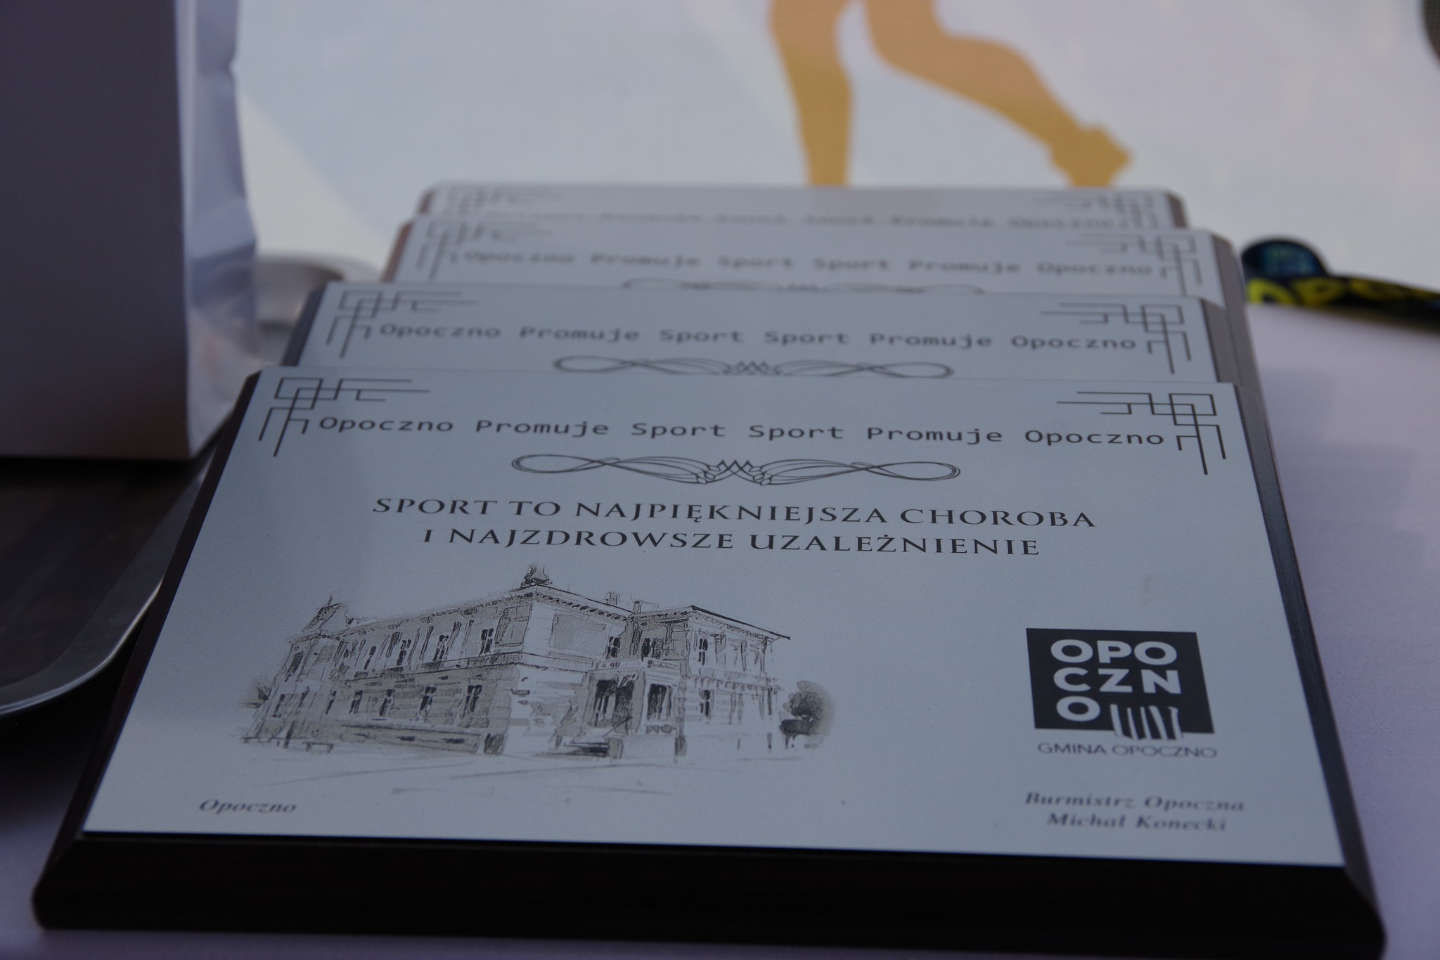 Opoczno Promuje Sport Sport Promuje Opoczno
Opoczno Promuje Sport Sport Promuje Opoczno
Opoczno Promuje Sport Sport Promuje Opoczno
SPORT TO NAJPIĘKNIEJSZA CHOROBA
I NAJZDROWSZE UZALEŻNIENIE
OPO
CZN
O
GMINA OPOCZNO
Opoczno
Burmistrz Opoczna
Michał Konecki